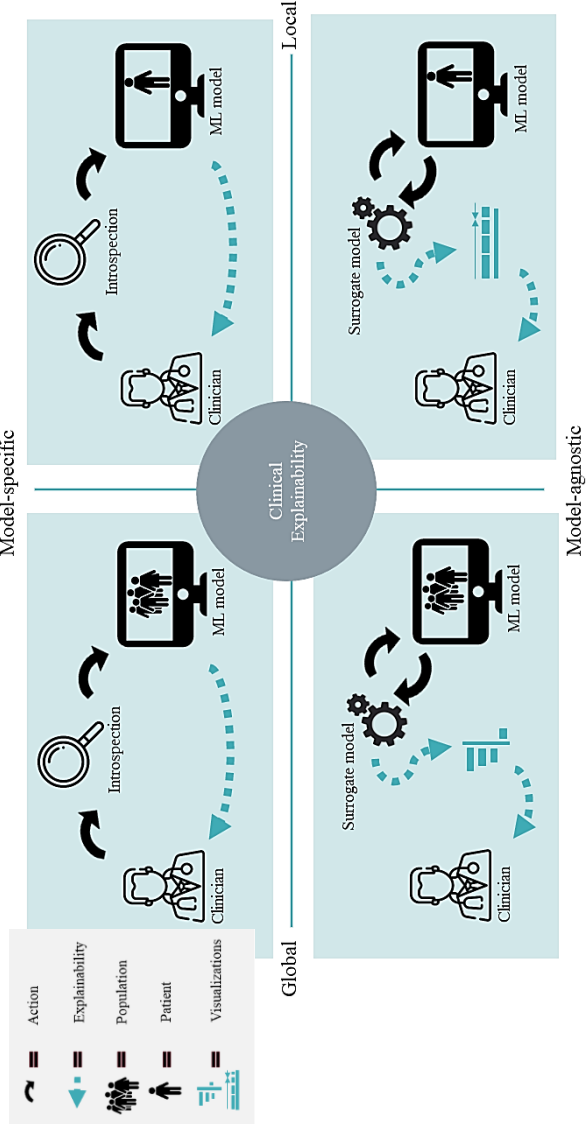 Model-specific
Action
Explainability
Population
Patient
Visualizations
Introspection
Clinician
ML model
Introspection
Clinician
ML model
Global
Clinical
Explainability
Local
Surrogate model
Clinician
ML model
Surrogate model
Clinician
ML model
Model-agnostic